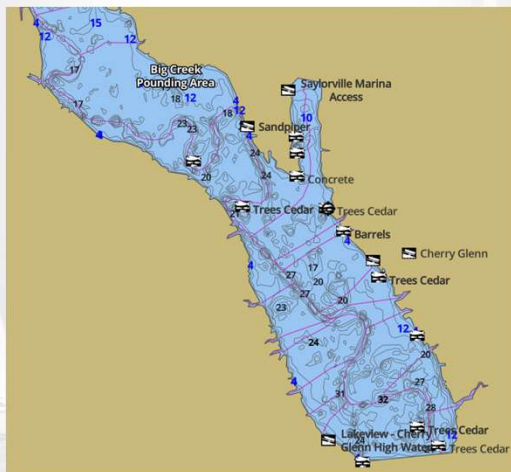 4
15
12
12
17
Big Creek
Pounding Area
Saylorville Marina
Access
17
18
12
4
12
18
10
23
23
4
Sandpiper
4
24
20
24
Concrete
21
Trees Cedar
Trees Cedar
Barrels
4
4
17
Cherry Glenn
27
20
Trees Cedar
27
20
23
12
24
20
4
27
31
32
28
Trees Cedar
12
Lakeview - Cherry
Glenn High Water
24
Trees Cedar